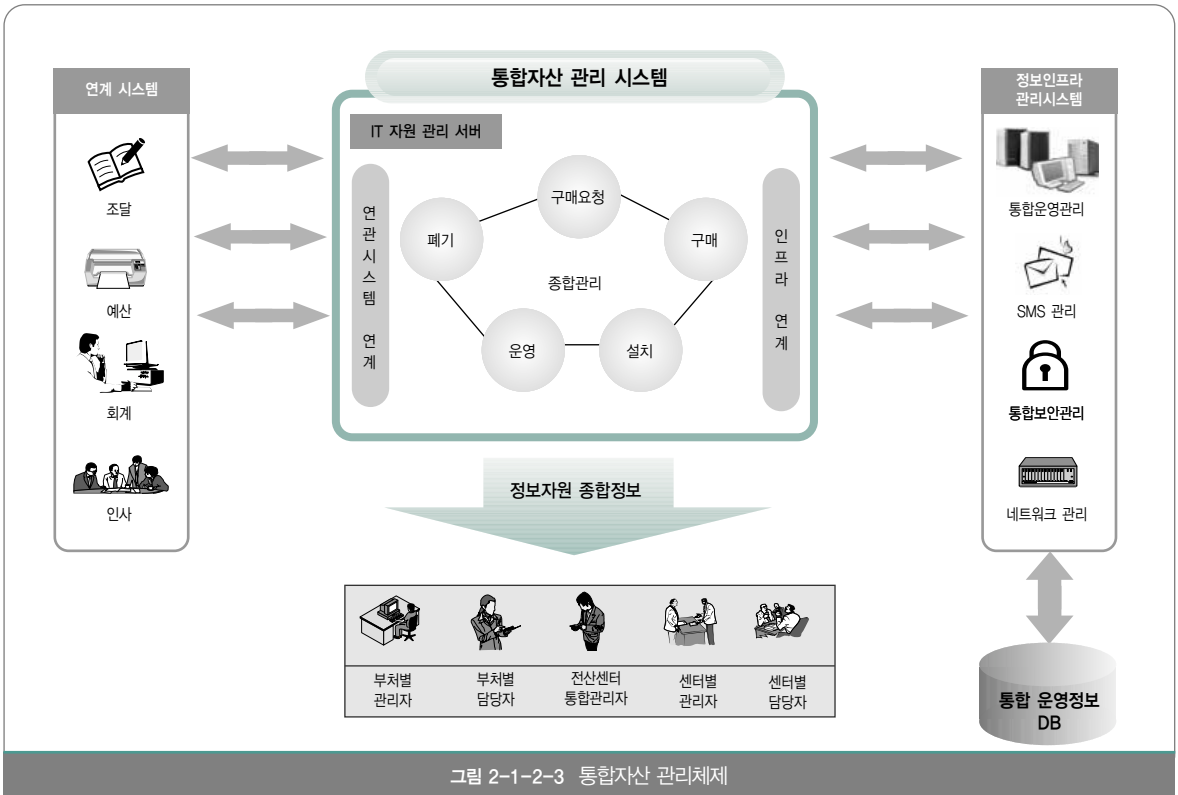 통합자산 관리 시스템
연계 시스템
조달
예산
회계
인사
IT 자원 관리 서버
연관시스템 연계
구매요청
구매
설치
운영
폐기
종합관리
인프라 연계
정보인프라
관리시스템
통합운영관리
SMS 관리
통합보안관리
네트워크 관리
통합 운영정보
DB
정보자원 종합정보
부처별
관리자
부처별
담당자
전산센터
통합관리자
센터별
관리자
센터별
담당자
그림 2-1-2-3 통합자산 관리체제